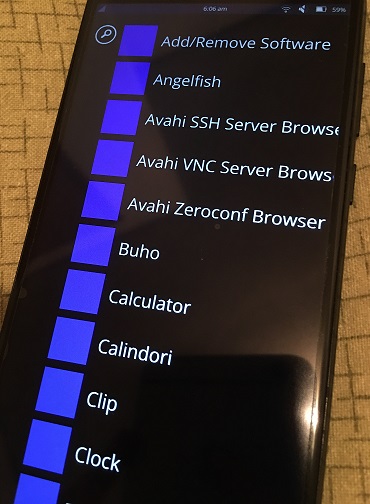 6:06 am 59%
Add/Remove Software
Angelfish
Avahi SSH Server Browse
Avahi VNC Server Brows
Avahi Zeroconf Browser
Buho
Calculator
Calindori
Clip
Clock